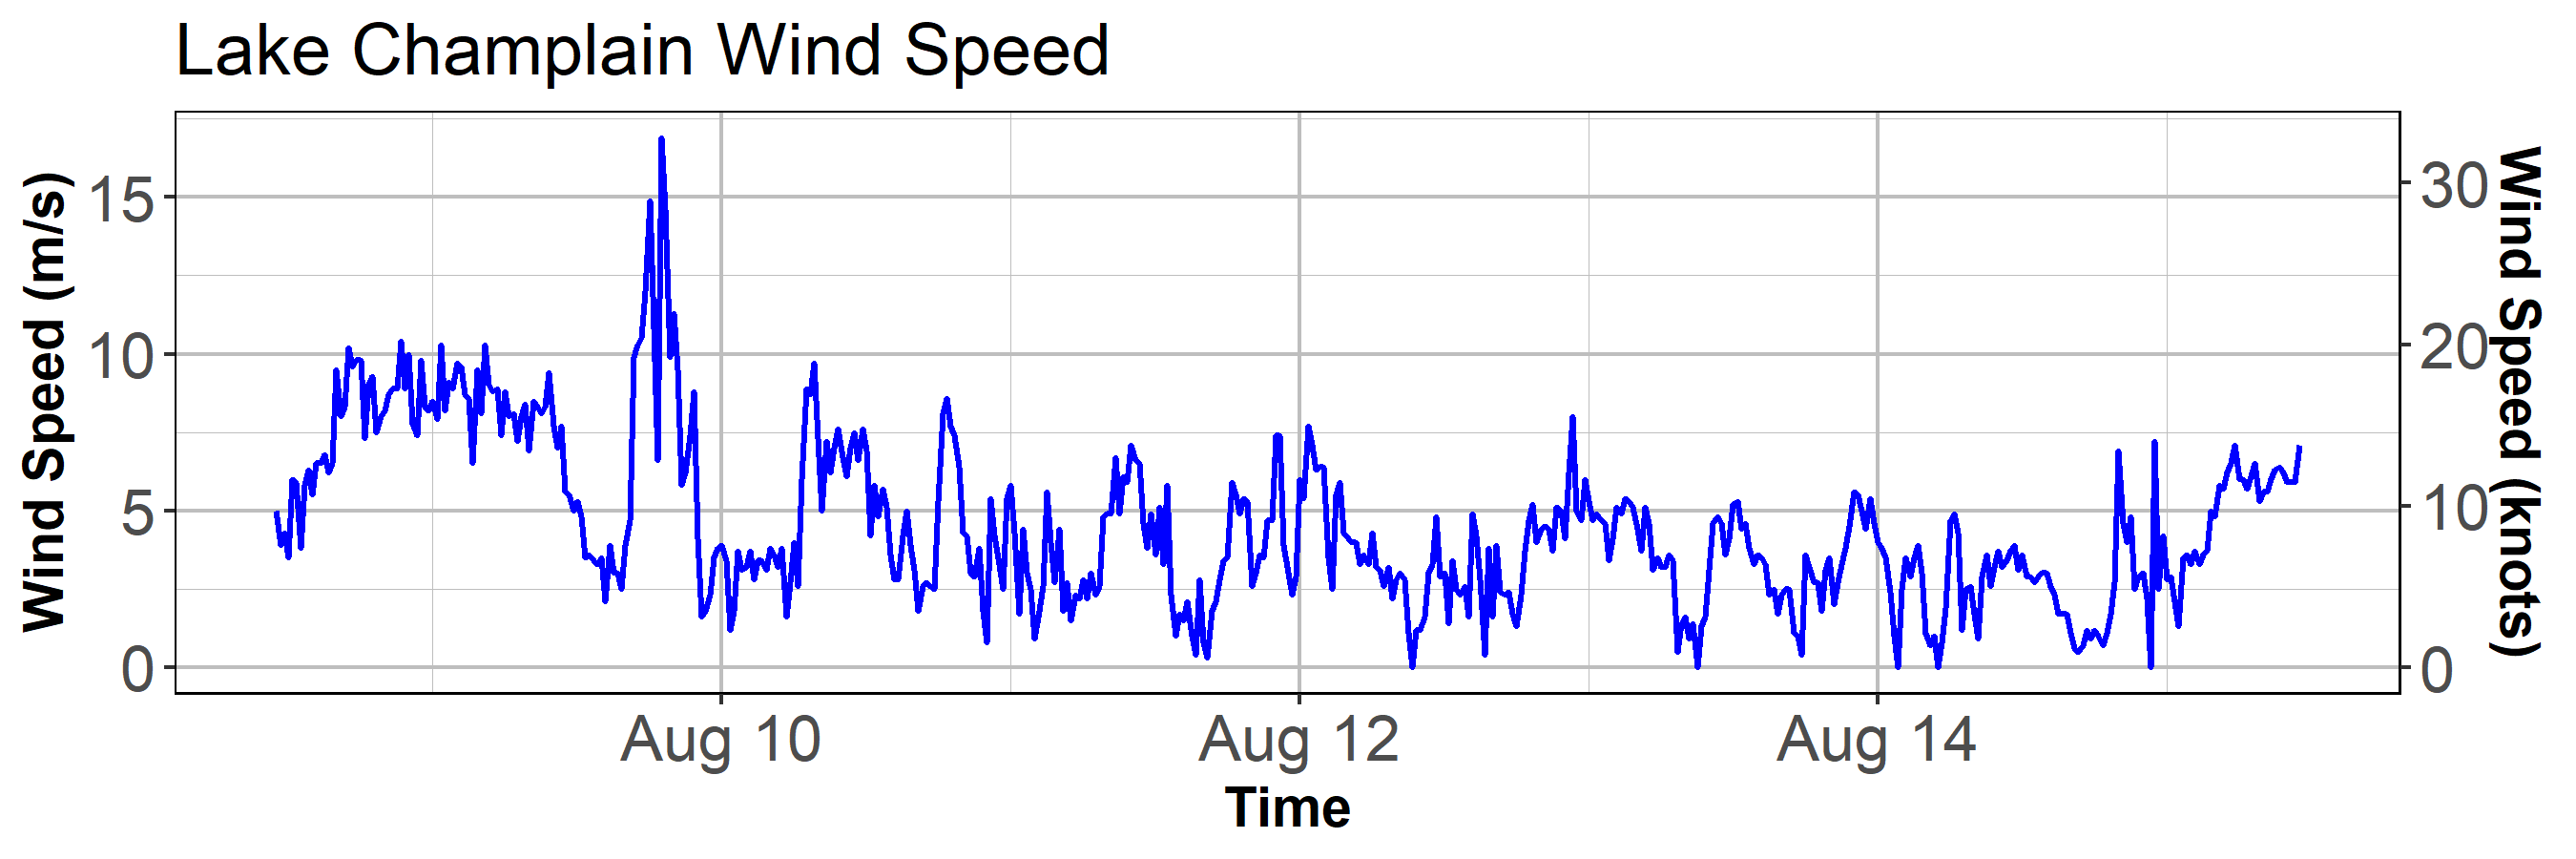 Lake Champlain Wind Speed
Wind Speed (m/s)
15
10
5
0
30
20
10
0
Wind Speed (knots)
Aug 10
Aug 12
Aug 14
Time